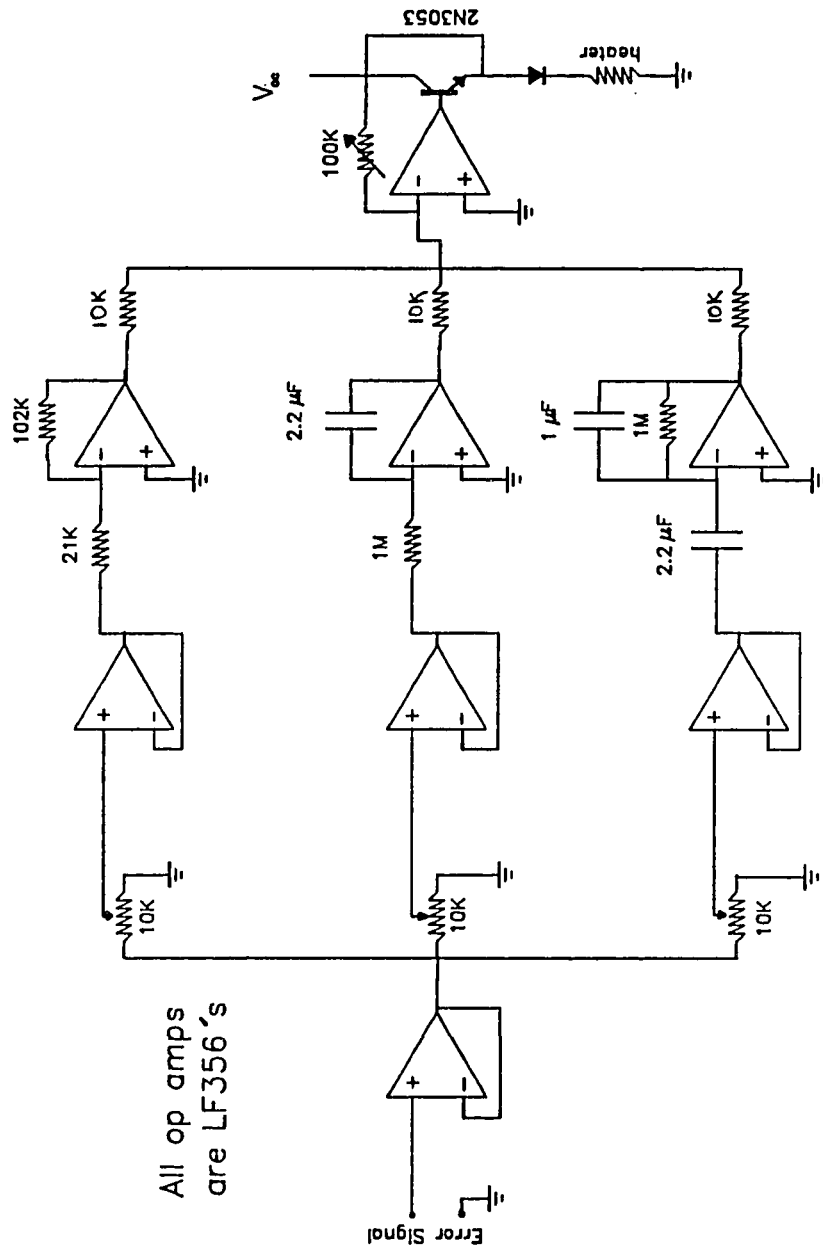 All op amps
are LF356's
Error Signal
10K
10K
10K
+
−
+
−
+
−
+
−
21K
102K
−
+
1M
2.2 μF
−
+
2.2 μF
1 μF
1M
−
+
10K
10K
10K
100K
−
+
Vcc
2N3053
heater